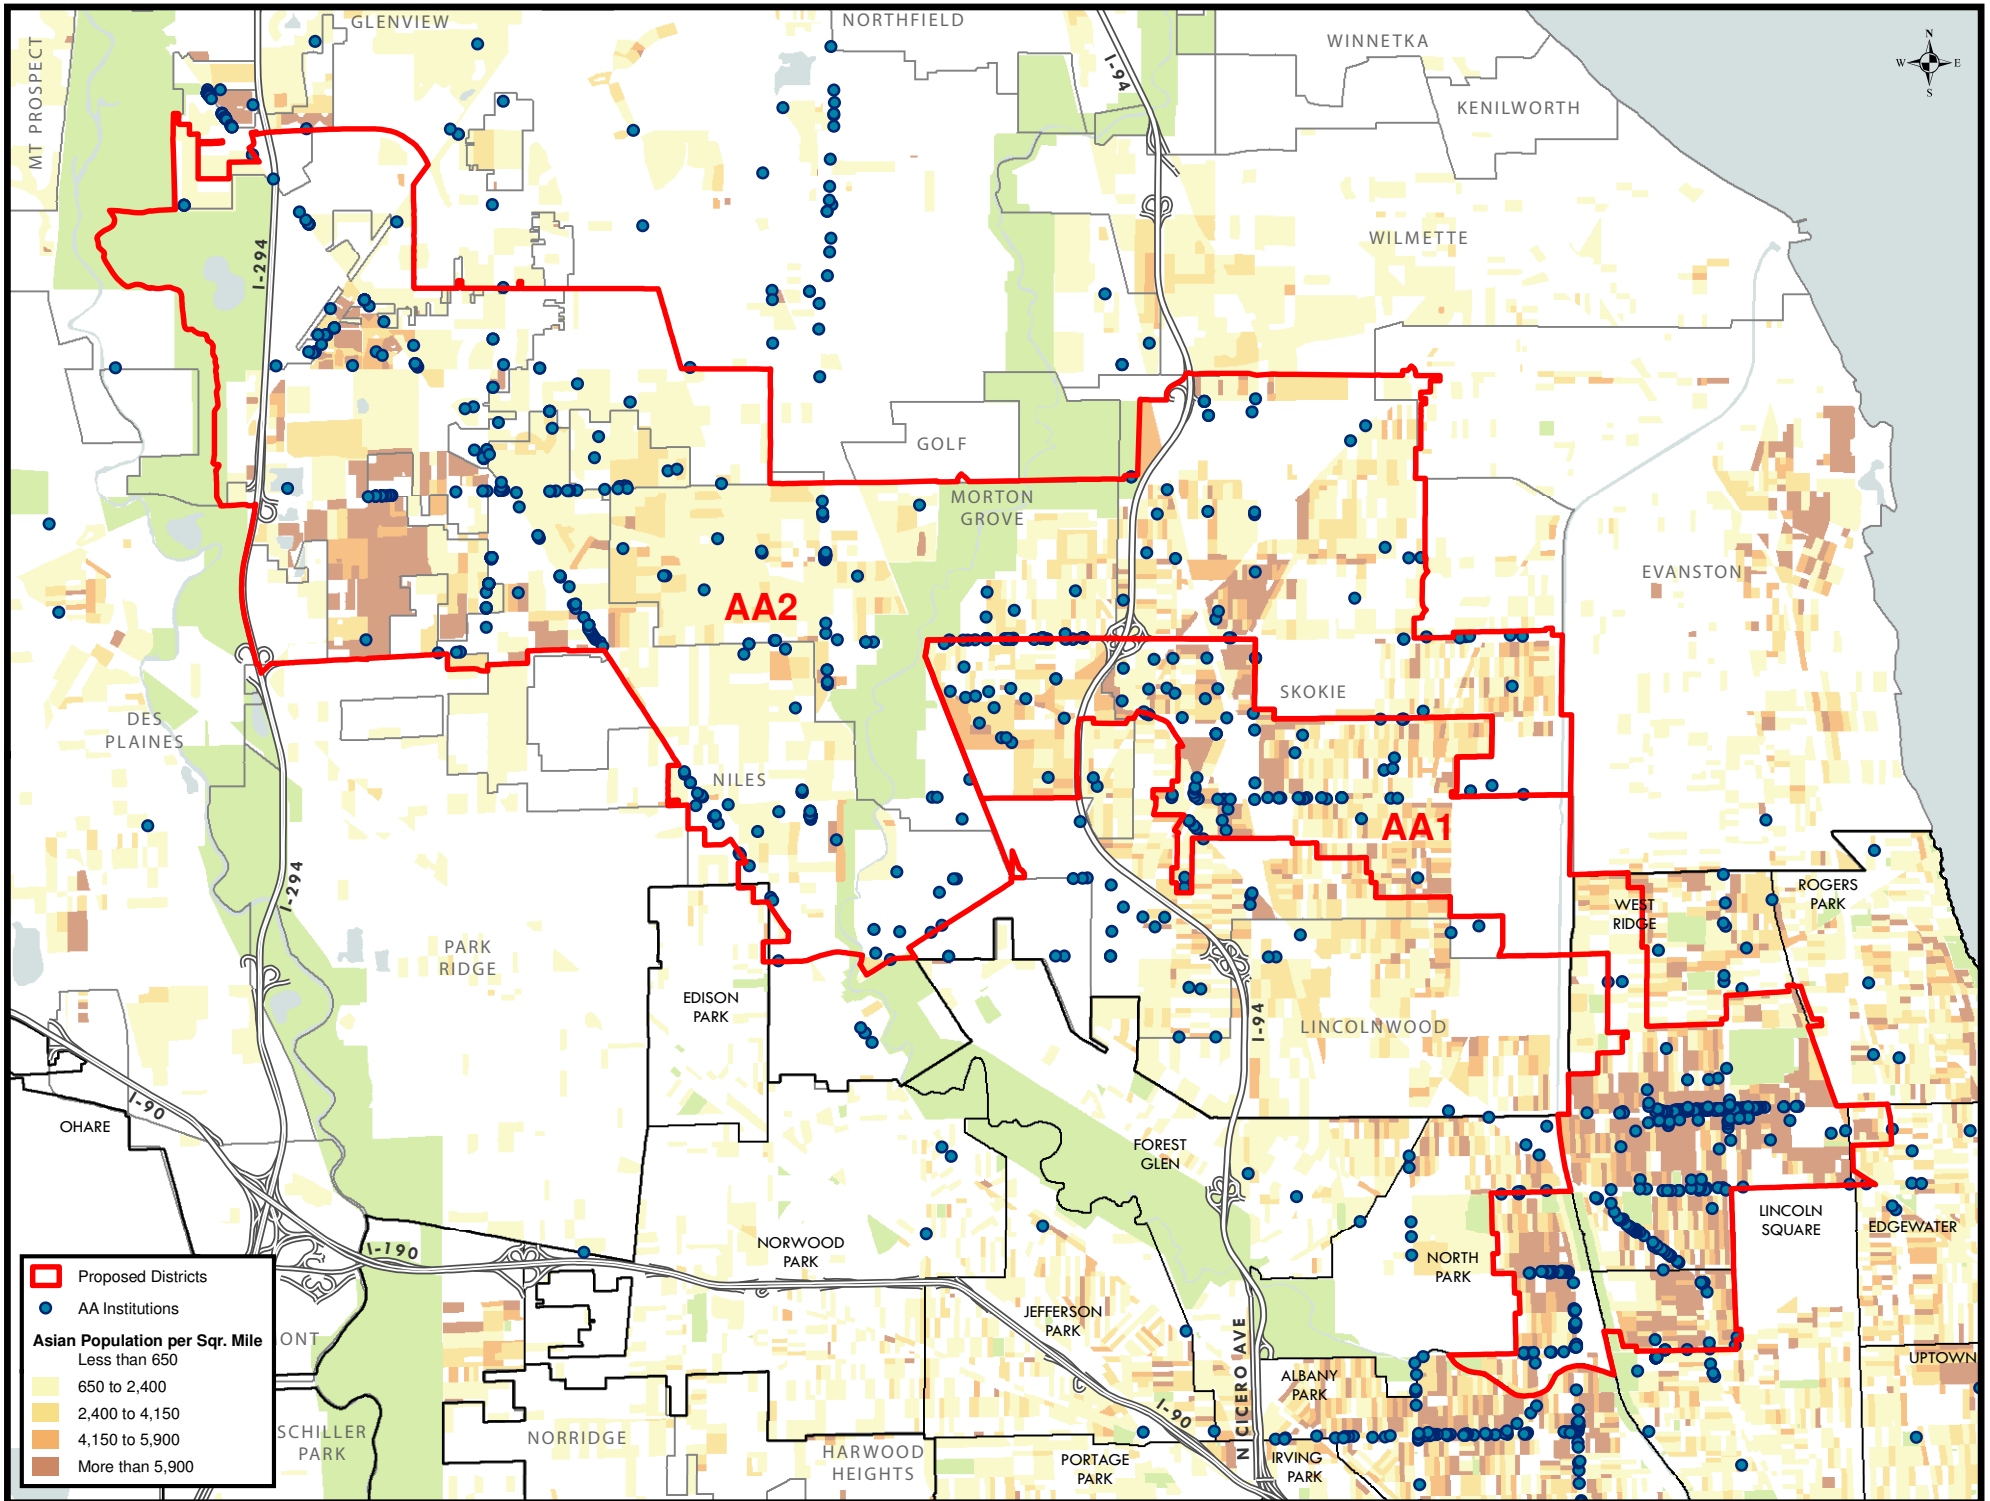 GLENVIEW
NORTHFIELD
MT PROSPECT
I-94
WINNETKA
KENILWORTH
N
W
E
S
WILMETTE
I-294
GOLF
MORTON
GROVE
EVANSTON
AA2
SKOKIE
DES
PLAINES
NILES
AA1
I-294
ROGERS
PARK
WEST
RIDGE
PARK
RIDGE
EDISON
PARK
I-94
LINCOLNWOOD
I-90
OHARE
FOREST
GLEN
LINCOLN
SQUARE
EDGEWATER
NORWOOD
PARK
I-190
NORTH
PARK
JEFFERSON
PARK
N CICERO AVE
UPTOWN
ALBANY
PARK
I-90
IRVING
PARK
PORTAGE
PARK
HARWOOD
HEIGHTS
NORRIDGE
SCHILLER
PARK
MONT
Proposed Districts
AA Institutions
Asian Population per Sqr. Mile
Less than 650
650 to 2,400
2,400 to 4,150
4,150 to 5,900
More than 5,900